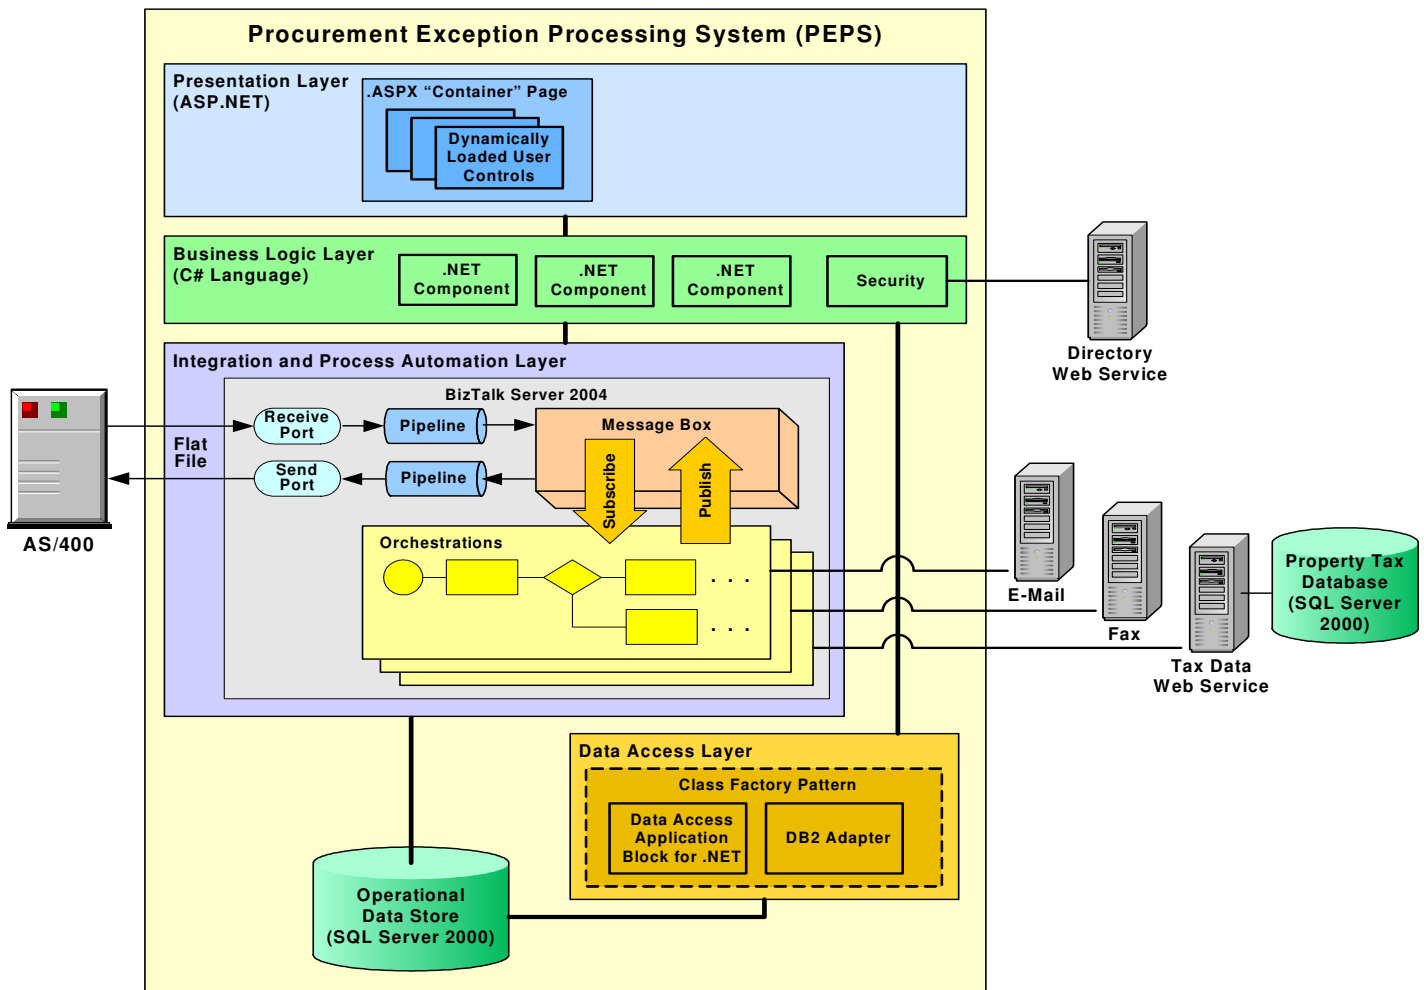 Procurement Exception Processing System (PEPS)
Presentation Layer
(ASP.NET)
.ASPX “Container” Page
Dynamically
Loaded User
Controls
Business Logic Layer
(C# Language)
.NET
Component
.NET
Component
.NET
Component
Security
Directory
Web Service
Integration and Process Automation Layer
BizTalk Server 2004
Receive
Port
Pipeline
Message Box
Flat
File
Send
Port
Pipeline
Subscribe
Publish
AS/400
Orchestrations
. . .
. . .
E-Mail
Fax
Tax Data
Web Service
Property Tax
Database
(SQL Server
2000)
Data Access Layer
Class Factory Pattern
Data Access
Application
Block for .NET
DB2 Adapter
Operational
Data Store
(SQL Server 2000)